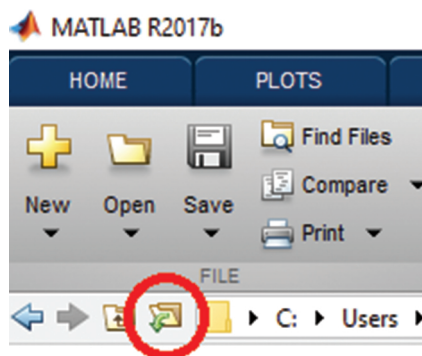 MATLAB R2017b
HOME PLOTS
Find Files
Compare
New Open Save
Print
FILE
C: Users